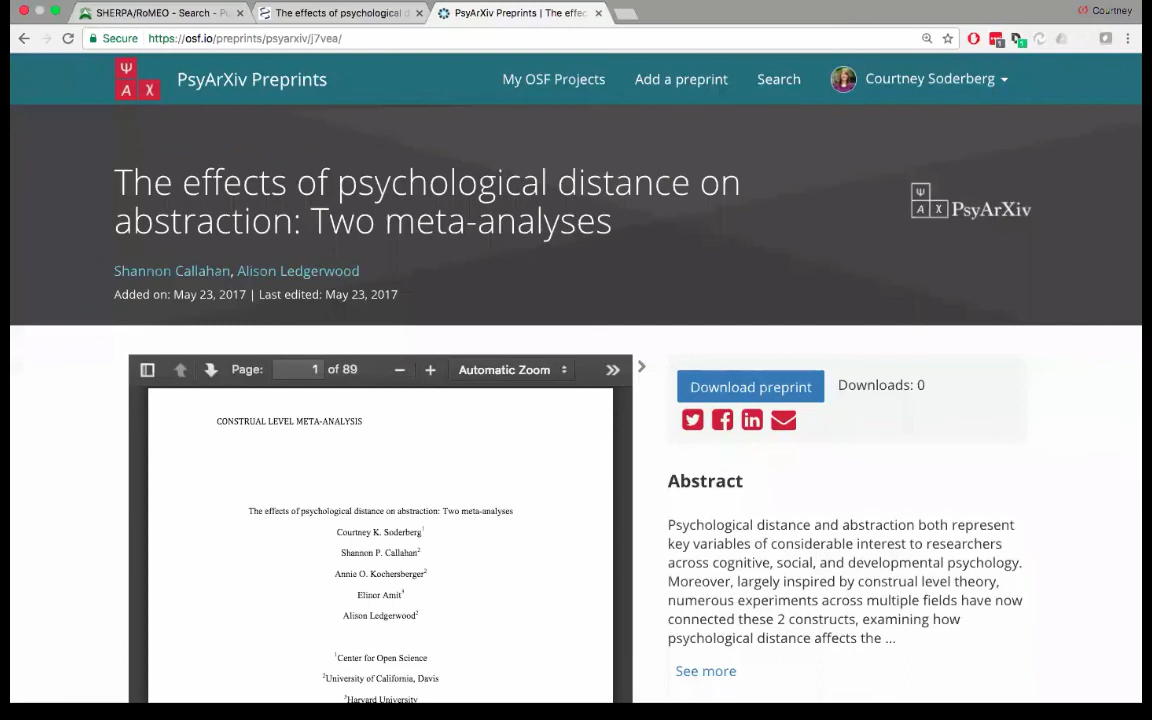 SHERPA/RoMEO - Search - Pu
The effects of psychological d
PsyArXiv Preprints | The effec
Courtney
Secure
https://osf.io/preprints/psyarxiv/j7vea/
Ψ
A χ
PsyArXiv Preprints
My OSF Projects
Add a preprint
Search
Courtney Soderberg
The effects of psychological distance on
abstraction: Two meta-analyses
Ψ
A χ PsyArXiv
Shannon Callahan, Alison Ledgerwood
Added on: May 23, 2017 | Last edited: May 23, 2017
Page: 1 of 89
Automatic Zoom
Download preprint
Downloads: 0
CONSTRUAL LEVEL META-ANALYSIS
The effects of psychological distance on abstraction: Two meta-analyses
Courtney K. Soderberg1
Shannon P. Callahan2
Annie O. Kochersberger2
Elinor Amit
Alison Ledgerwood2
1Center for Open Science
2University of California, Davis
3Harvard University
Abstract
Psychological distance and abstraction both represent
key variables of considerable interest to researchers
across cognitive, social, and developmental psychology.
Moreover, largely inspired by construal level theory,
numerous experiments across multiple fields have now
connected these 2 constructs, examining how
psychological distance affects the ...
See more